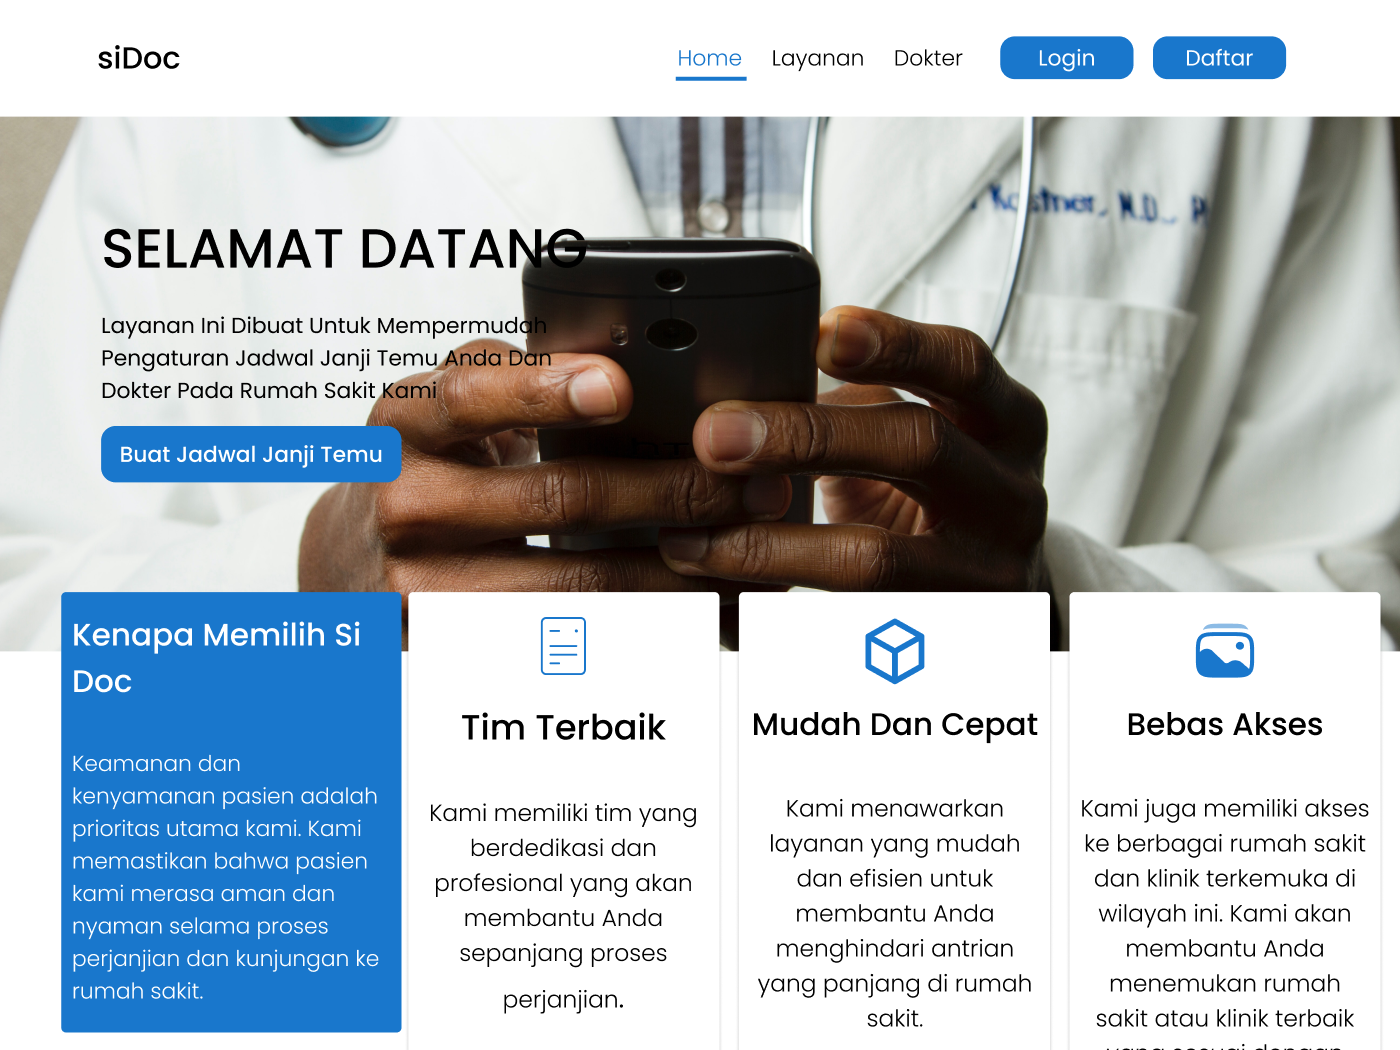 siDoc
Home
Layanan
Dokter
Login
Daftar
SELAMAT DATANG
Layanan Ini Dibuat Untuk Mempermudah
Pengaturan Jadwal Janji Temu Anda Dan
Dokter Pada Rumah Sakit Kami
Buat Jadwal Janji Temu
Kenapa Memilih Si
Doc
Keamanan dan
kenyamanan pasien adalah
prioritas utama kami. Kami
memastikan bahwa pasien
kami merasa aman dan
nyaman selama proses
perjanjian dan kunjungan ke
rumah sakit.
Tim Terbaik
Kami memiliki tim yang
berdedikasi dan
profesional yang akan
membantu Anda
sepanjang proses
perjanjian.
Mudah Dan Cepat
Kami menawarkan
layanan yang mudah
dan efisien untuk
membantu Anda
menghindari antrian
yang panjang di rumah
sakit.
Bebas Akses
Kami juga memiliki akses
ke berbagai rumah sakit
dan klinik terkemuka di
wilayah ini. Kami akan
membantu Anda
menemukan rumah
sakit atau klinik terbaik
yang sesuai dengan